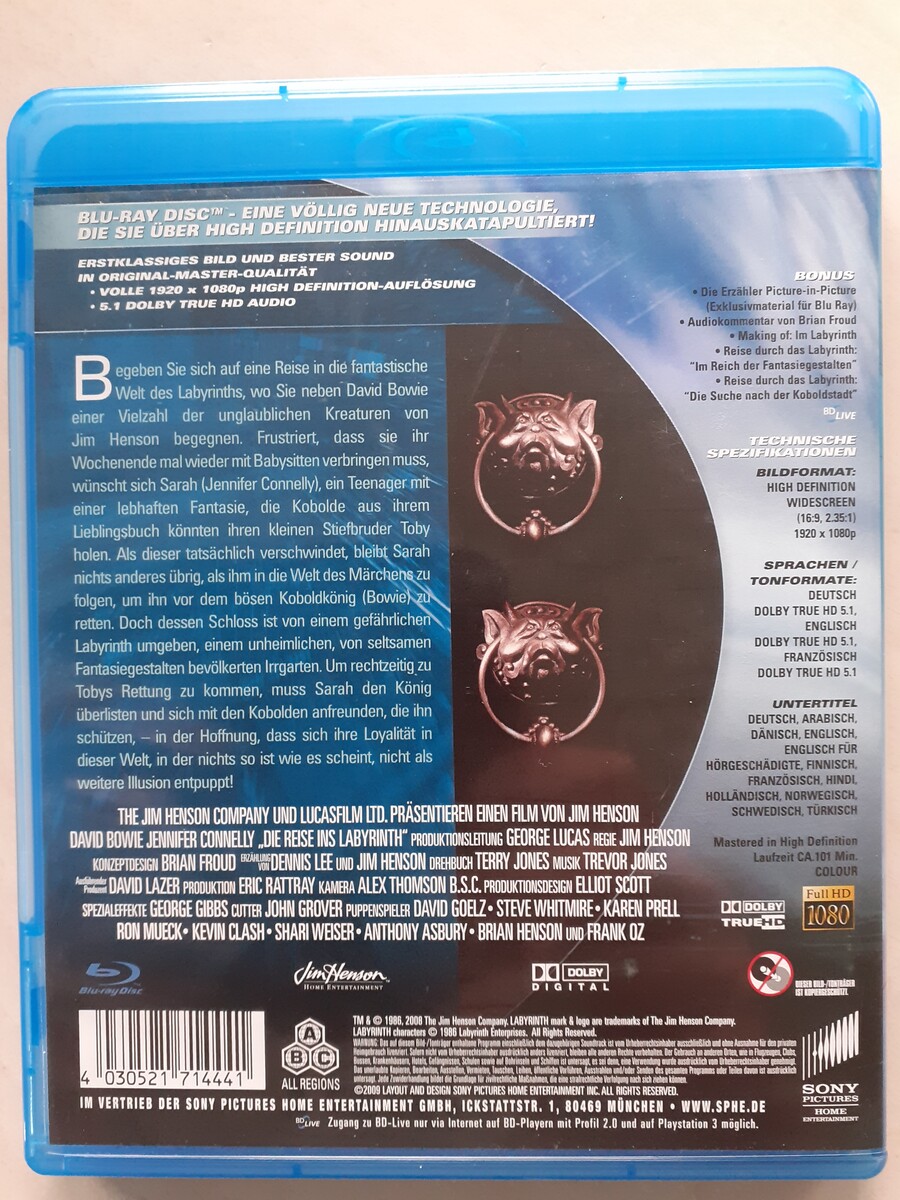 BLU-RAY DISC™ - EINE VÖLLIG NEUE TECHNOLOGIE,
DIE SIE ÜBER HIGH DEFINITION HINAUSKATAPULTIERT!
ERSTKLASSIGES BILD UND BESTER SOUND
IN ORIGINAL-MASTER-QUALITÄT
• VOLLE 1920 x 1080p HIGH DEFINITION-AUFLÖSUNG
• 5.1 DOLBY TRUE HD AUDIO
Begeben Sie sich auf eine Reise in die fantastische
Welt des Labyrinths, wo Sie neben David Bowie
einer Vielzahl der unglaublichen Kreaturen von
Jim Henson begegnen. Frustriert, dass sie ihr
Wochenende mal wieder mit Babysitten verbringen muss,
wünscht sich Sarah (Jennifer Connelly), ein Teenager mit
einer lebhaften Fantasie, die Kobolde aus ihrem
Lieblingsbuch könnten ihren kleinen Stiefbruder Toby
holen. Als dieser tatsächlich verschwindet, bleibt Sarah
nichts anderes übrig, als ihm in die Welt des Märchens zu
folgen, um ihn vor dem bösen Koboldkönig (Bowie) zu
retten. Doch dessen Schloss ist von einem gefährlichen
Labyrinth umgeben, einem unheimlichen, von seltsamen
Fantasiegestalten bevölkerten Irrgarten. Um rechtzeitig zu
Tobys Rettung zu kommen, muss Sarah den König
überlisten und sich mit den Kobolden anfreunden, die ihn
schützen, – in der Hoffnung, dass sich ihre Loyalität in
dieser Welt, in der nichts so ist wie es scheint, nicht als
weitere Illusion entpuppt!
BONUS
• Die Erzähler Picture-in-Picture
(Exklusivmaterial für Blu Ray)
• Audiokommentar von Brian Froud
• Making of: Im Labyrinth
• Reise durch das Labyrinth:
"Im Reich der Fantasiegestalten"
• Reise durch das Labyrinth:
"Die Suche nach der Koboldstadt"
BD LIVE
TECHNISCHE
SPEZIFIKATIONEN
BILDFORMAT:
HIGH DEFINITION
WIDESCREEN
(16:9, 2.35:1)
1920 x 1080p
SPRACHEN /
TONFORMATE:
DEUTSCH
DOLBY TRUE HD 5.1,
ENGLISCH
DOLBY TRUE HD 5.1,
FRANZÖSISCH
DOLBY TRUE HD 5.1
UNTERTITEL
DEUTSCH, ARABISCH,
DÄNISCH, ENGLISCH,
ENGLISCH FÜR
HÖRGESCHÄDIGTE, FINNISCH,
FRANZÖSISCH, HINDI,
HOLLÄNDISCH, NORWEGISCH,
SCHWEDISCH, TÜRKISCH
Mastered in High Definition
Laufzeit CA.101 Min.
COLOUR
DOLBY
TRUEHD
Full HD
1080
THE JIM HENSON COMPANY UND LUCASFILM LTD. PRÄSENTIEREN EINEN FILM VON JIM HENSON
DAVID BOWIE JENNIFER CONNELLY „DIE REISE INS LABYRINTH" PRODUKTIONSLEITUNG GEORGE LUCAS REGIE JIM HENSON
KONZEPTDESIGN BRIAN FROUD ERZÄHLUNG VON DENNIS LEE UND JIM HENSON DREHBUCH TERRY JONES MUSIK TREVOR JONES
Ausführender Produzent DAVID LAZER PRODUKTION ERIC RATTRAY KAMERA ALEX THOMSON B.S.C. PRODUKTIONSDESIGN ELLIOT SCOTT
SPEZIALEFFEKTE GEORGE GIBBS CUTTER JOHN GROVER PUPPENSPIELER DAVID GOELZ • STEVE WHITMIRE • KAREN PRELL
RON MUECK • KEVIN CLASH • SHARI WEISER • ANTHONY ASBURY • BRIAN HENSON UND FRANK OZ
Blu-ray Disc
Jim Henson
HOME ENTERTAINMENT
DOLBY
DIGITAL
DIESER BILD-/TONTRÄGER
IST KOPIERGESCHÜTZT.
4 030521 714441
A
B C
ALL REGIONS
TM & © 1986, 2008 The Jim Henson Company. LABYRINTH mark & logo are trademarks of The Jim Henson Company.
LABYRINTH characters © 1986 Labyrinth Enterprises. All Rights Reserved.
©2009 LAYOUT AND DESIGN SONY PICTURES HOME ENTERTAINMENT INC. ALL RIGHTS RESERVED.
SONY
PICTURES
HOME
ENTERTAINMENT
IM VERTRIEB DER SONY PICTURES HOME ENTERTAINMENT GMBH, ICKSTATTSTR. 1, 80469 MÜNCHEN • WWW.SPHE.DE
BD LIVE Zugang zu BD-Live nur via Internet auf BD-Playern mit Profil 2.0 und auf Playstation 3 möglich.